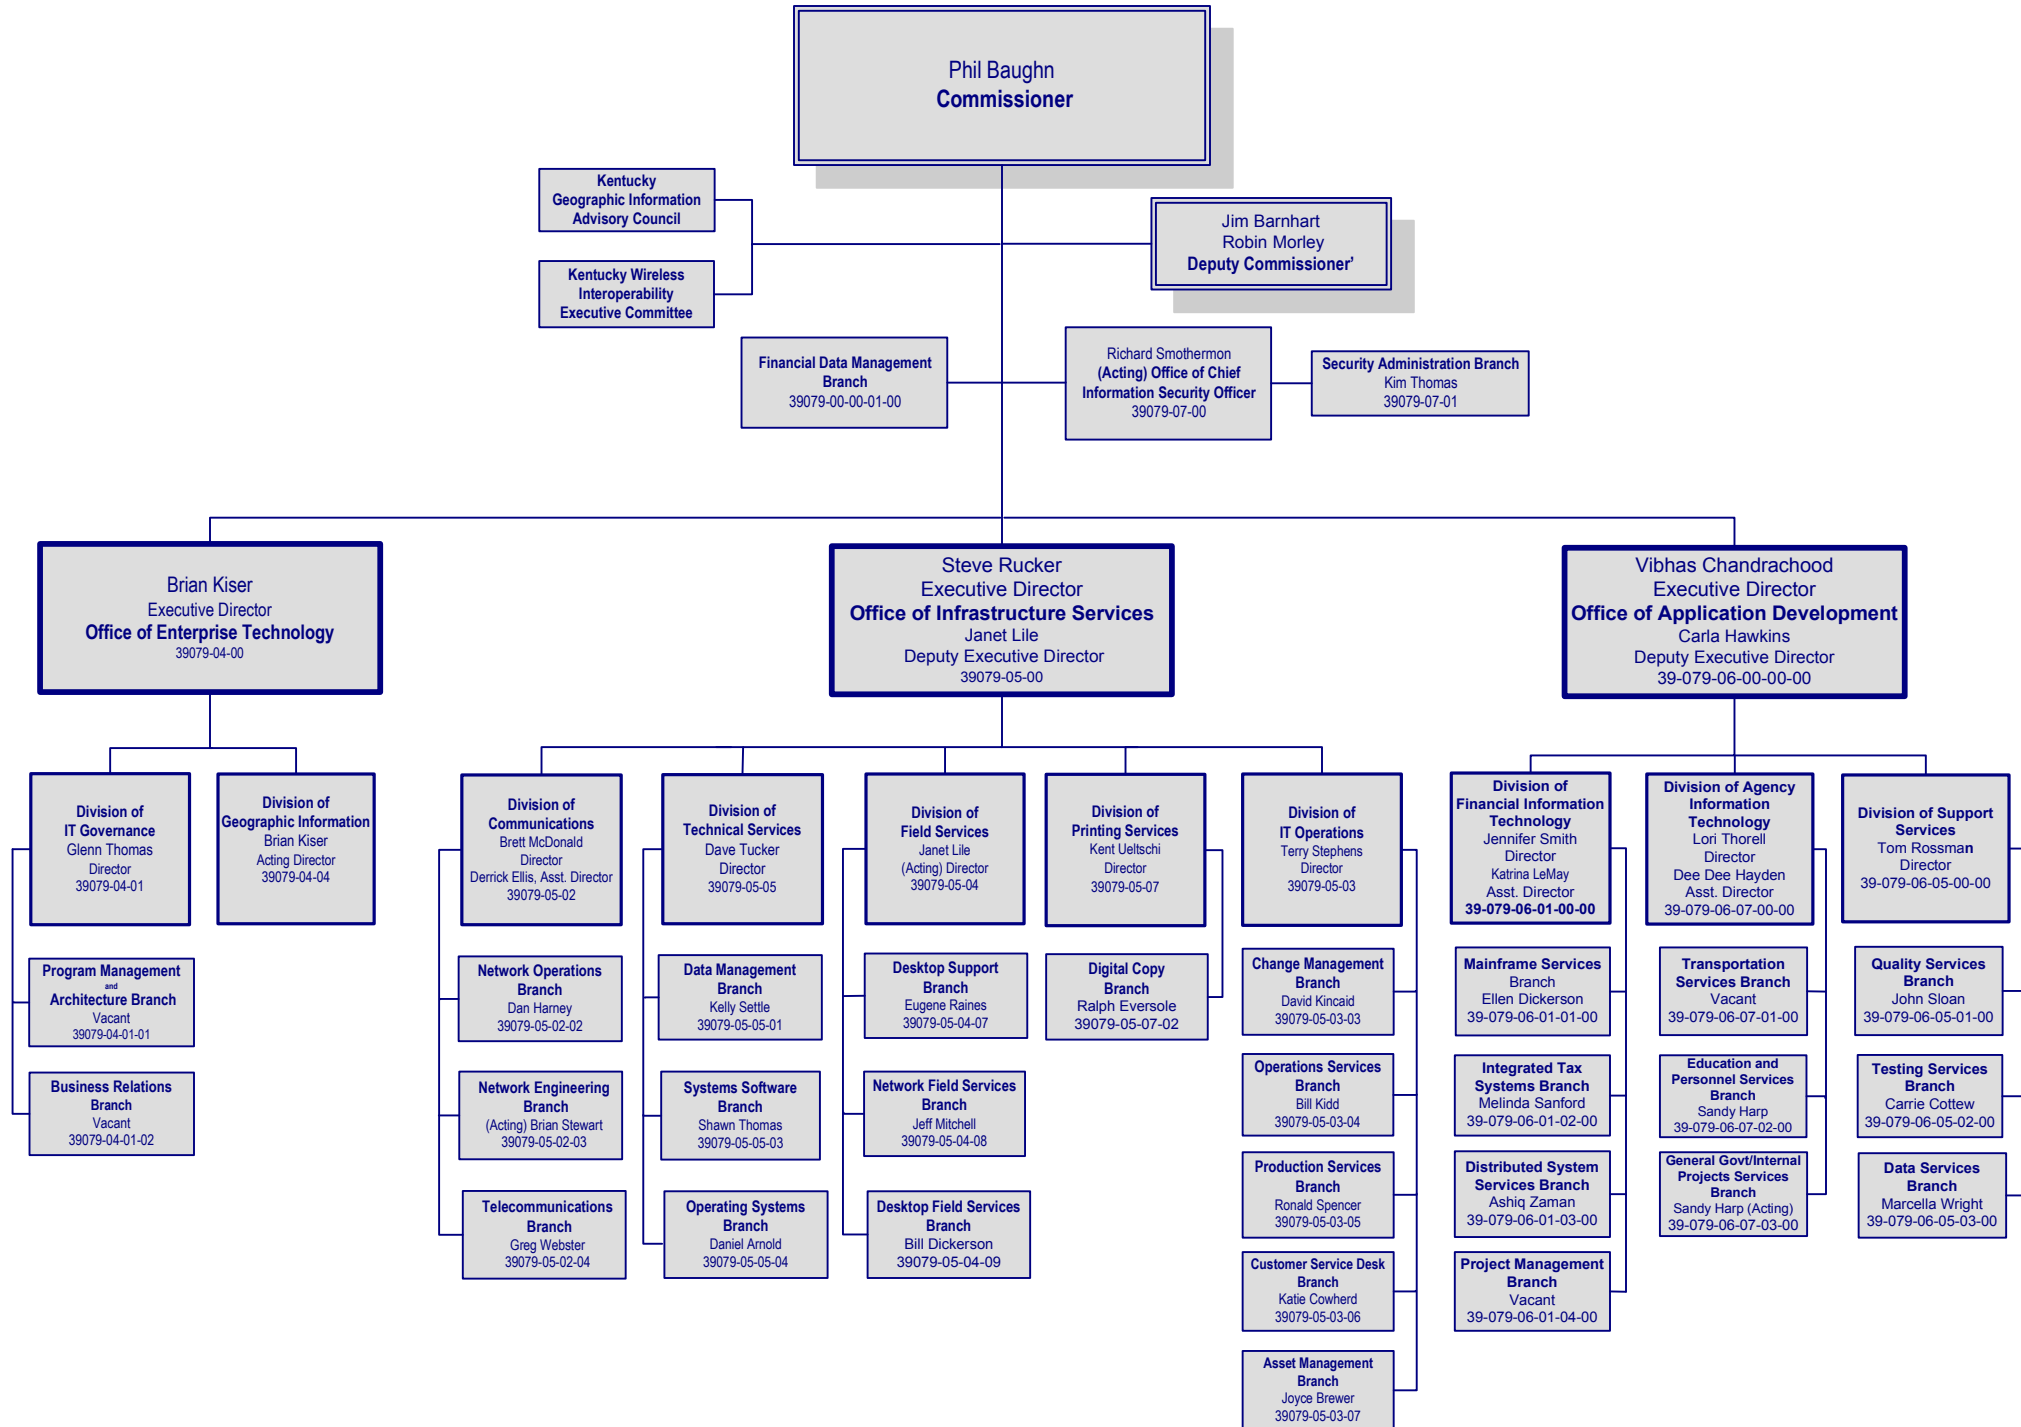 Phil Baughn
Commissioner
Kentucky
Geographic Information
Advisory Council
Jim Barnhart
Robin Morley
Deputy Commissioner’
Kentucky Wireless
Interoperability
Executive Committee
Financial Data Management
Branch
39079-00-00-01-00
Richard Smothermon
(Acting) Office of Chief
Information Security Officer
39079-07-00
Security Administration Branch
Kim Thomas
39079-07-01
Brian Kiser
Executive Director
Office of Enterprise Technology
39079-04-00
Steve Rucker
Executive Director
Office of Infrastructure Services
Janet Lile
Deputy Executive Director
39079-05-00
Vibhas Chandrachood
Executive Director
Office of Application Development
Carla Hawkins
Deputy Executive Director
39-079-06-00-00-00
Division of
IT Governance
Glenn Thomas
Director
39079-04-01
Division of
Geographic Information
Brian Kiser
Acting Director
39079-04-04
Division of
Communications
Brett McDonald
Director
Derrick Ellis, Asst. Director
39079-05-02
Division of
Technical Services
Dave Tucker
Director
39079-05-05
Division of
Field Services
Janet Lile
(Acting) Director
39079-05-04
Division of
Printing Services
Kent Ueltschi
Director
39079-05-07
Division of
IT Operations
Terry Stephens
Director
39079-05-03
Division of
Financial Information
Technology
Jennifer Smith
Director
Katrina LeMay
Asst. Director
39-079-06-01-00-00
Division of Agency
Information
Technology
Lori Thorell
Director
Dee Dee Hayden
Asst. Director
39-079-06-07-00-00
Division of Support
Services
Tom Rossman
Director
39-079-06-05-00-00
Program Management
and
Architecture Branch
Vacant
39079-04-01-01
Business Relations
Branch
Vacant
39079-04-01-02
Network Operations
Branch
Dan Harney
39079-05-02-02
Network Engineering
Branch
(Acting) Brian Stewart
39079-05-02-03
Telecommunications
Branch
Greg Webster
39079-05-02-04
Data Management
Branch
Kelly Settle
39079-05-05-01
Systems Software
Branch
Shawn Thomas
39079-05-05-03
Operating Systems
Branch
Daniel Arnold
39079-05-05-04
Desktop Support
Branch
Eugene Raines
39079-05-04-07
Network Field Services
Branch
Jeff Mitchell
39079-05-04-08
Desktop Field Services
Branch
Bill Dickerson
39079-05-04-09
Digital Copy
Branch
Ralph Eversole
39079-05-07-02
Change Management
Branch
David Kincaid
39079-05-03-03
Operations Services
Branch
Bill Kidd
39079-05-03-04
Production Services
Branch
Ronald Spencer
39079-05-03-05
Customer Service Desk
Branch
Katie Cowherd
39079-05-03-06
Asset Management
Branch
Joyce Brewer
39079-05-03-07
Mainframe Services
Branch
Ellen Dickerson
39-079-06-01-01-00
Integrated Tax
Systems Branch
Melinda Sanford
39-079-06-01-02-00
Distributed System
Services Branch
Ashiq Zaman
39-079-06-01-03-00
Project Management
Branch
Vacant
39-079-06-01-04-00
Transportation
Services Branch
Vacant
39-079-06-07-01-00
Education and
Personnel Services
Branch
Sandy Harp
39-079-06-07-02-00
General Govt/Internal
Projects Services
Branch
Sandy Harp (Acting)
39-079-06-07-03-00
Quality Services
Branch
John Sloan
39-079-06-05-01-00
Testing Services
Branch
Carrie Cottew
39-079-06-05-02-00
Data Services
Branch
Marcella Wright
39-079-06-05-03-00